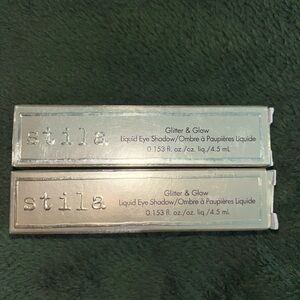 stila
Glitter & Glow
Liquid Eye Shadow/Ombre à Paupières Liquide
0.153 fl. oz./oz. liq./4.5 mL
stila
Glitter & Glow
Liquid Eye Shadow/Ombre à Paupières Liquide
0.153 fl. oz./oz. liq./4.5 mL